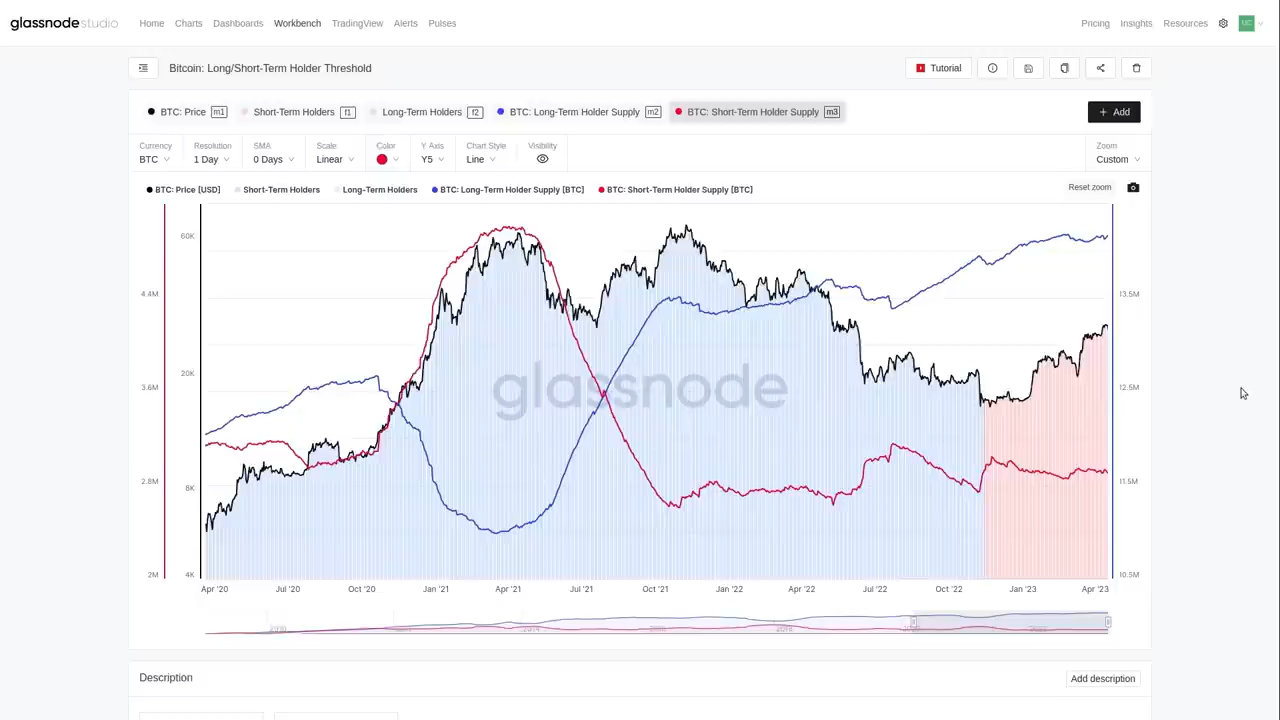 glassnodestudio Home Charts Dashboards Workbench TradingView Alerts Pulses Pricing Insights Resources UC
Bitcoin: Long/Short-Term Holder Threshold Tutorial
BTC: Price m1 Short-Term Holders f1 Long-Term Holders f2 BTC: Long-Term Holder Supply m2 BTC: Short-Term Holder Supply m3 + Add
Currency Resolution SMA Scale Color Y Axis Chart Style Visibility Zoom
BTC 1 Day 0 Days Linear Y5 Line Custom
BTC: Price [USD] Short-Term Holders Long-Term Holders BTC: Long-Term Holder Supply [BTC] BTC: Short-Term Holder Supply [BTC] Reset zoom
60K
4.4M 13.5M
20K
glassnode
3.6M 12.5M
2.8M 8K 11.5M
2M 4K 10.5M
Apr '20 Jul '20 Oct '20 Jan '21 Apr '21 Jul '21 Oct '21 Jan '22 Apr '22 Jul '22 Oct '22 Jan '23 Apr '23
Description Add description